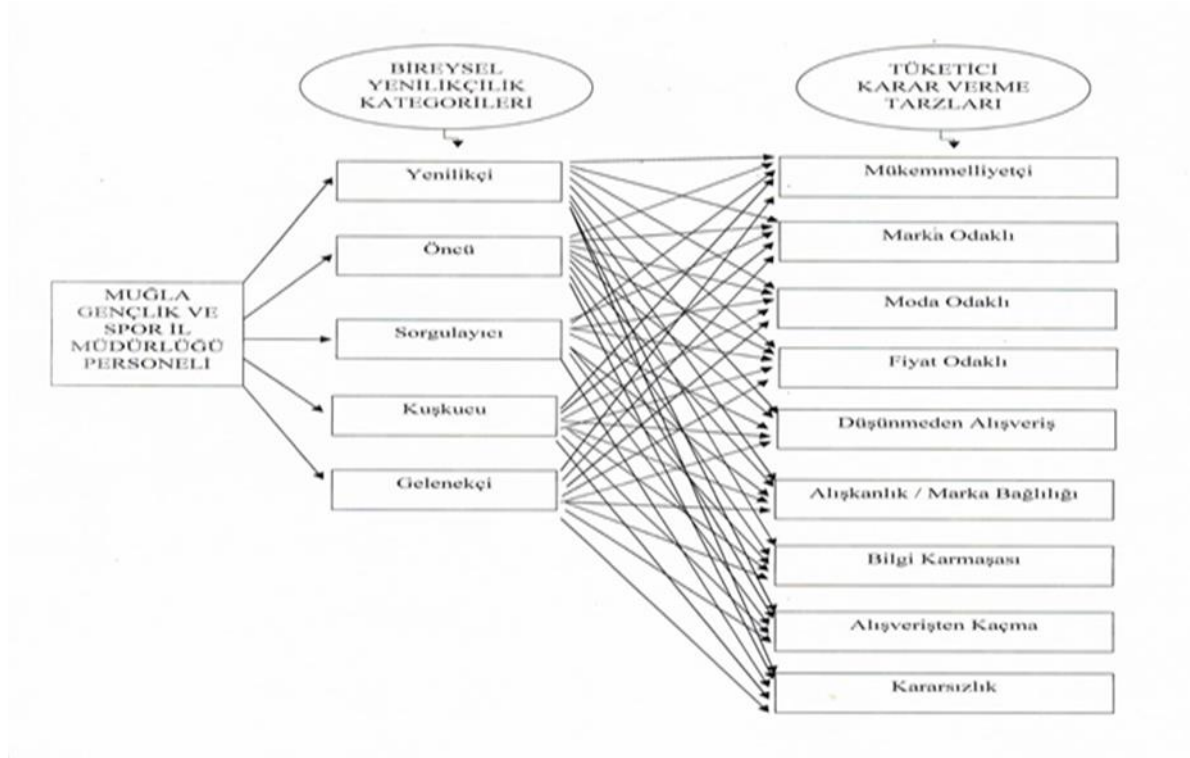 BİREYSEL
YENİLİKÇİLİK
KATEGORİLERİ
TÜKETİCİ
KARAR VERME
TARZLARI
MUĞLA
GENÇLİK VE
SPOR İL
MÜDÜRLÜĞÜ
PERSONELİ
Yenilikçi
Öncü
Sorgulayıcı
Kuşkucu
Gelenekçi
Mükemmelliyetçi
Marka Odaklı
Moda Odaklı
Fiyat Odaklı
Düşünmeden Alışveriş
Alışkanlık / Marka Bağlılığı
Bilgi Karmaşası
Alışverişten Kaçma
Kararsızlık